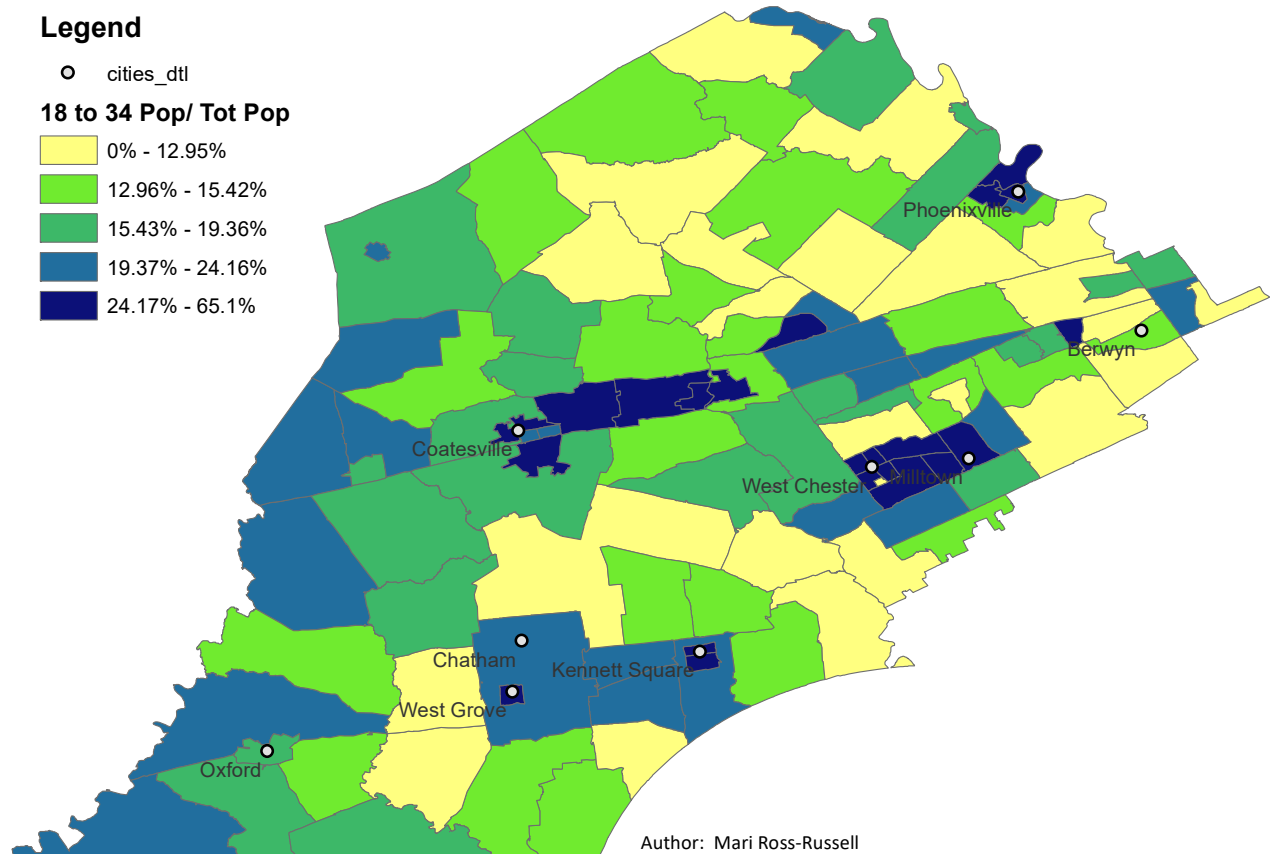 Legend
cities_dtl
18 to 34 Pop/ Tot Pop
0% - 12.95%
12.96% - 15.42%
15.43% - 19.36%
19.37% - 24.16%
24.17% - 65.1%
Phoenixville
Berwyn
Coatesville
West Chester
Milltown
Chatham
Kennett Square
West Grove
Oxford
Author:  Mari Ross-Russell